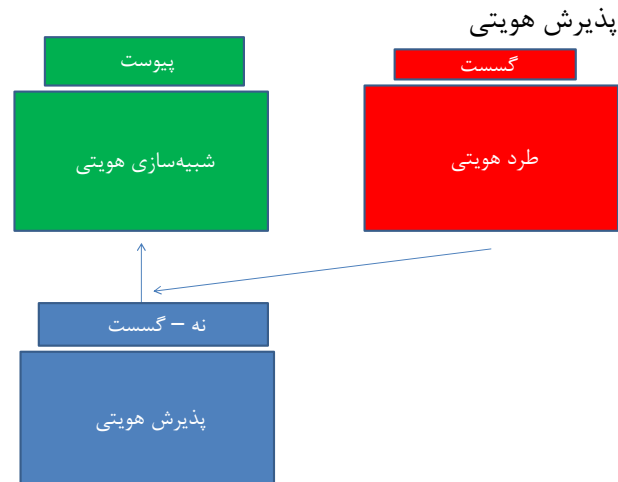 پذیرش هویتی
گسست
پیوست
طرد هویتی
شبیه‌سازی هویتی
نه – گسست
پذیرش هویتی